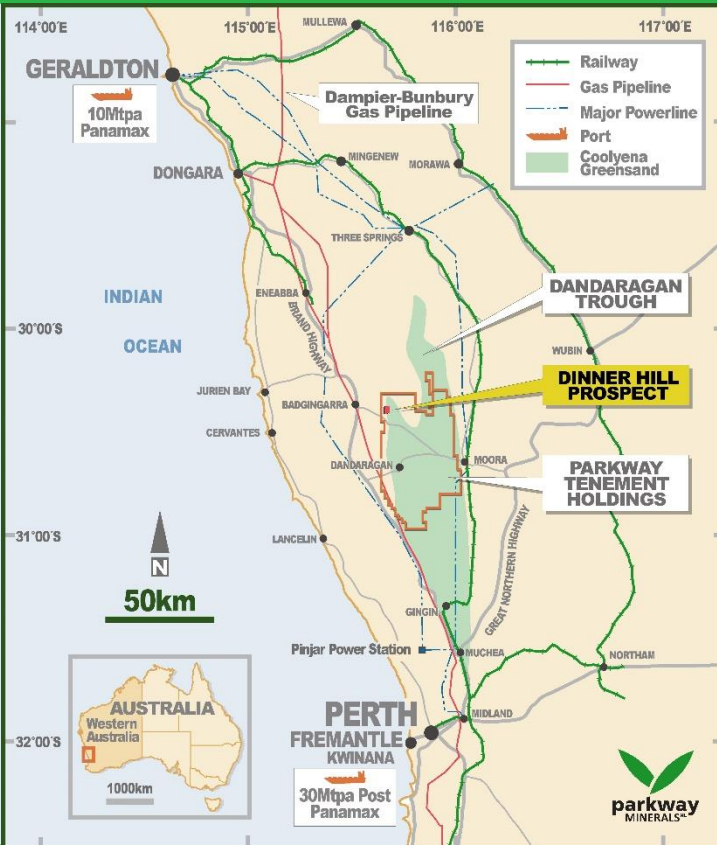 114°00´E
115°00´E
116°00´E
117°00´E
MULLEWA
GERALDTON
10Mtpa
Panamax
Dampier-Bunbury
Gas Pipeline
Railway
Gas Pipeline
Major Powerline
Port
Coolyena
Greensand
MINGENEW
MORAWA
DONGARA
THREE SPRINGS
DANDARAGAN
TROUGH
INDIAN
OCEAN
ENEABBA
BRAND HIGHWAY
30°00´S
WUBIN
DINNER HILL
PROSPECT
JURIEN BAY
BADGINGARRA
CERVANTES
DANDARAGAN
MOORA
PARKWAY
TENEMENT
HOLDINGS
31°00´S
LANCELIN
GREAT NORTHERN HIGHWAY
N
50km
GINGIN
Pinjar Power Station
MUCHEA
NORTHAM
AUSTRALIA
Western
Australia
1000km
PERTH
MIDLAND
FREMANTLE
KWINANA
32°00´S
30Mtpa Post
Panamax
parkway
MINERALS NL